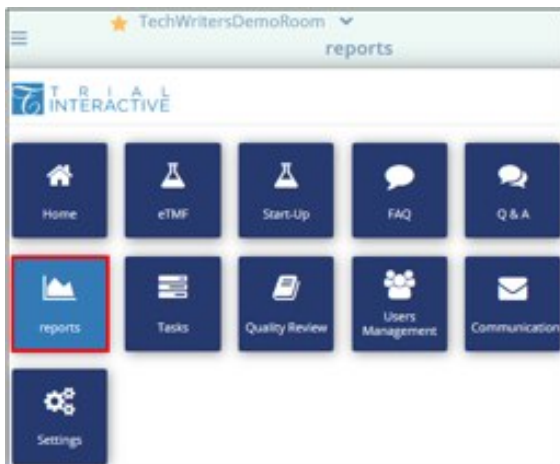 TechWritersDemoRoom
reports
TRIAL
INTERACTIVE
Home
eTMF
Start-Up
FAQ
Q & A
reports
Tasks
Quality Review
Users
Management
Communication
Settings